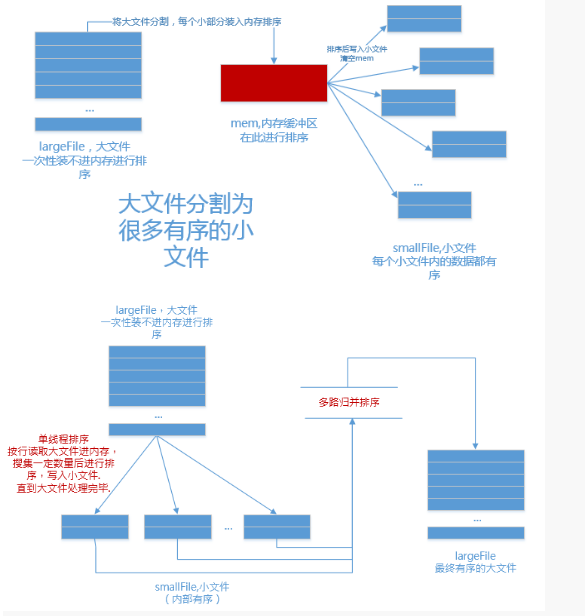 将大文件分割，每个小部分装入内存排序
排序后写入小文件
清空mem
...
largeFile，大文件
一次性装不进内存进行排
序
mem,内存缓冲区
在此进行排序
...
smallFile,小文件
每个小文件内的数据都有
序
大文件分割为
很多有序的小
文件
largeFile，大文件
一次性装不进内存进行排
序
...
单线程排序
按行读取大文件进内存，
搜集一定数量后进行排
序，写入小文件.
直到大文件处理完毕.
...
smallFile,小文件
（内部有序）
多路归并排序
...
largeFile
最终有序的大文件